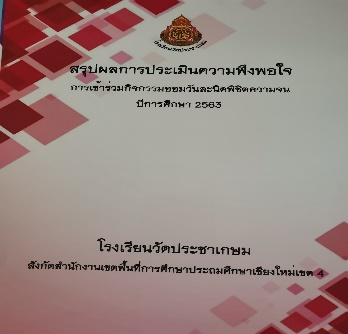 สรุปผลการประเมินความพึงพอใจ
การเข้าร่วมกิจกรรมออมวันละนิดพิชิตความจน
ปีการศึกษา 2563
โรงเรียนวัดประชาเกษม
สังกัดสำนักงานเขตพื้นที่การศึกษาประถมศึกษาเชียงใหม่เขต 4